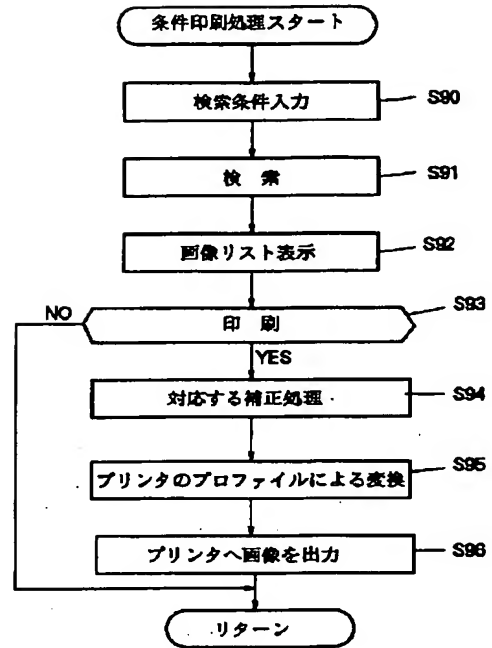 条件印刷処理スタート
検索条件入力
S90
検 索
S91
画像リスト表示
S92
印 刷
S93
NO
YES
対応する補正処理
S94
プリンタのプロファイルによる変換
S95
プリンタへ画像を出力
S96
リターン